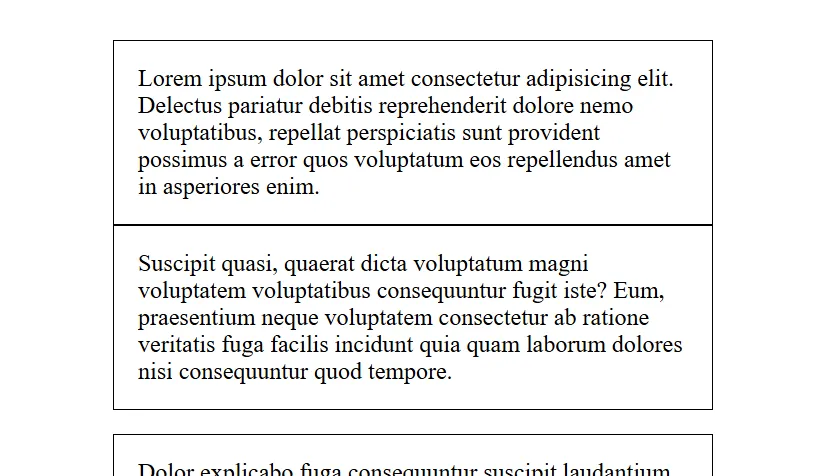 Lorem ipsum dolor sit amet consectetur adipisicing elit.
Delectus pariatur debitis reprehenderit dolore nemo
voluptatibus, repellat perspiciatis sunt provident
possimus a error quos voluptatum eos repellendus amet
in asperiores enim.
Suscipit quasi, quaerat dicta voluptatum magni
voluptatem voluptatibus consequuntur fugit iste? Eum,
praesentium neque voluptatem consectetur ab ratione
veritatis fuga facilis incidunt quia quam laborum dolores
nisi consequuntur quod tempore.
Dolor explicabo fuga consequuntur suscipit laudantium